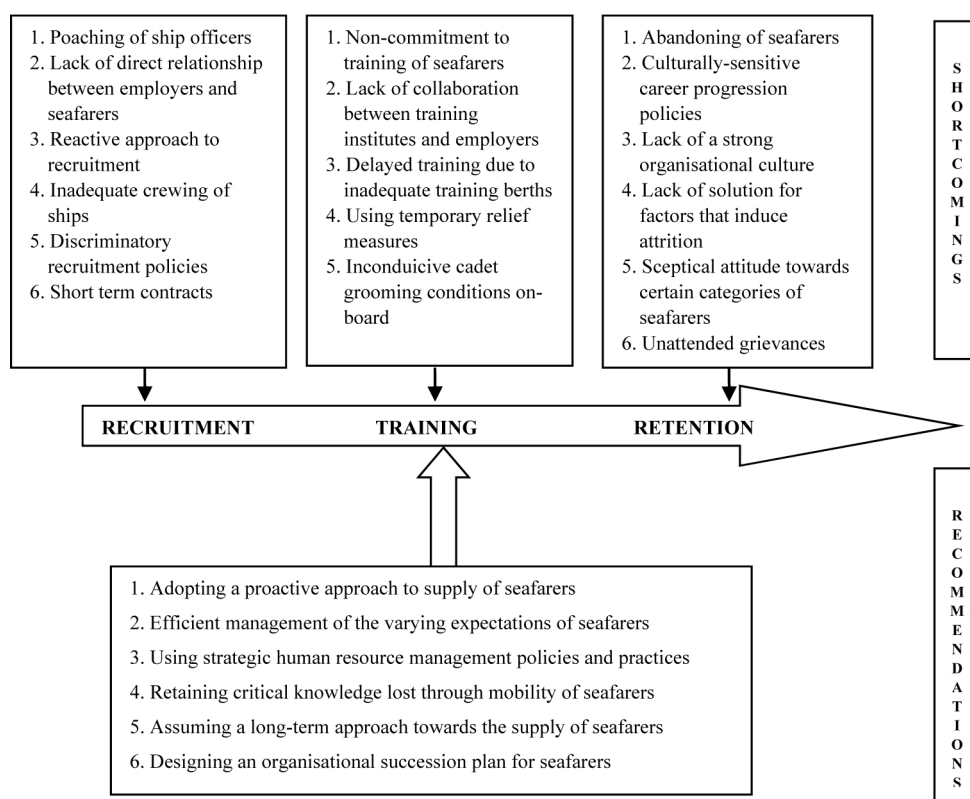 1. Poaching of ship officers
2. Lack of direct relationship
between employers and
seafarers
3. Reactive approach to
recruitment
4. Inadequate crewing of
ships
5. Discriminatory
recruitment policies
6. Short term contracts
1. Non-commitment to
training of seafarers
2. Lack of collaboration
between training
institutes and employers
3. Delayed training due to
inadequate training berths
4. Using temporary relief
measures
5. Inconduicive cadet
grooming conditions on-
board
1. Abandoning of seafarers
2. Culturally-sensitive
career progression
policies
3. Lack of a strong
organisational culture
4. Lack of solution for
factors that induce
attrition
5. Sceptical attitude towards
certain categories of
seafarers
6. Unattended grievances
SHORTCOMINGS
RECRUITMENT TRAINING RETENTION
1. Adopting a proactive approach to supply of seafarers
2. Efficient management of the varying expectations of seafarers
3. Using strategic human resource management policies and practices
4. Retaining critical knowledge lost through mobility of seafarers
5. Assuming a long-term approach towards the supply of seafarers
6. Designing an organisational succession plan for seafarers
RECOMMENDATIONS